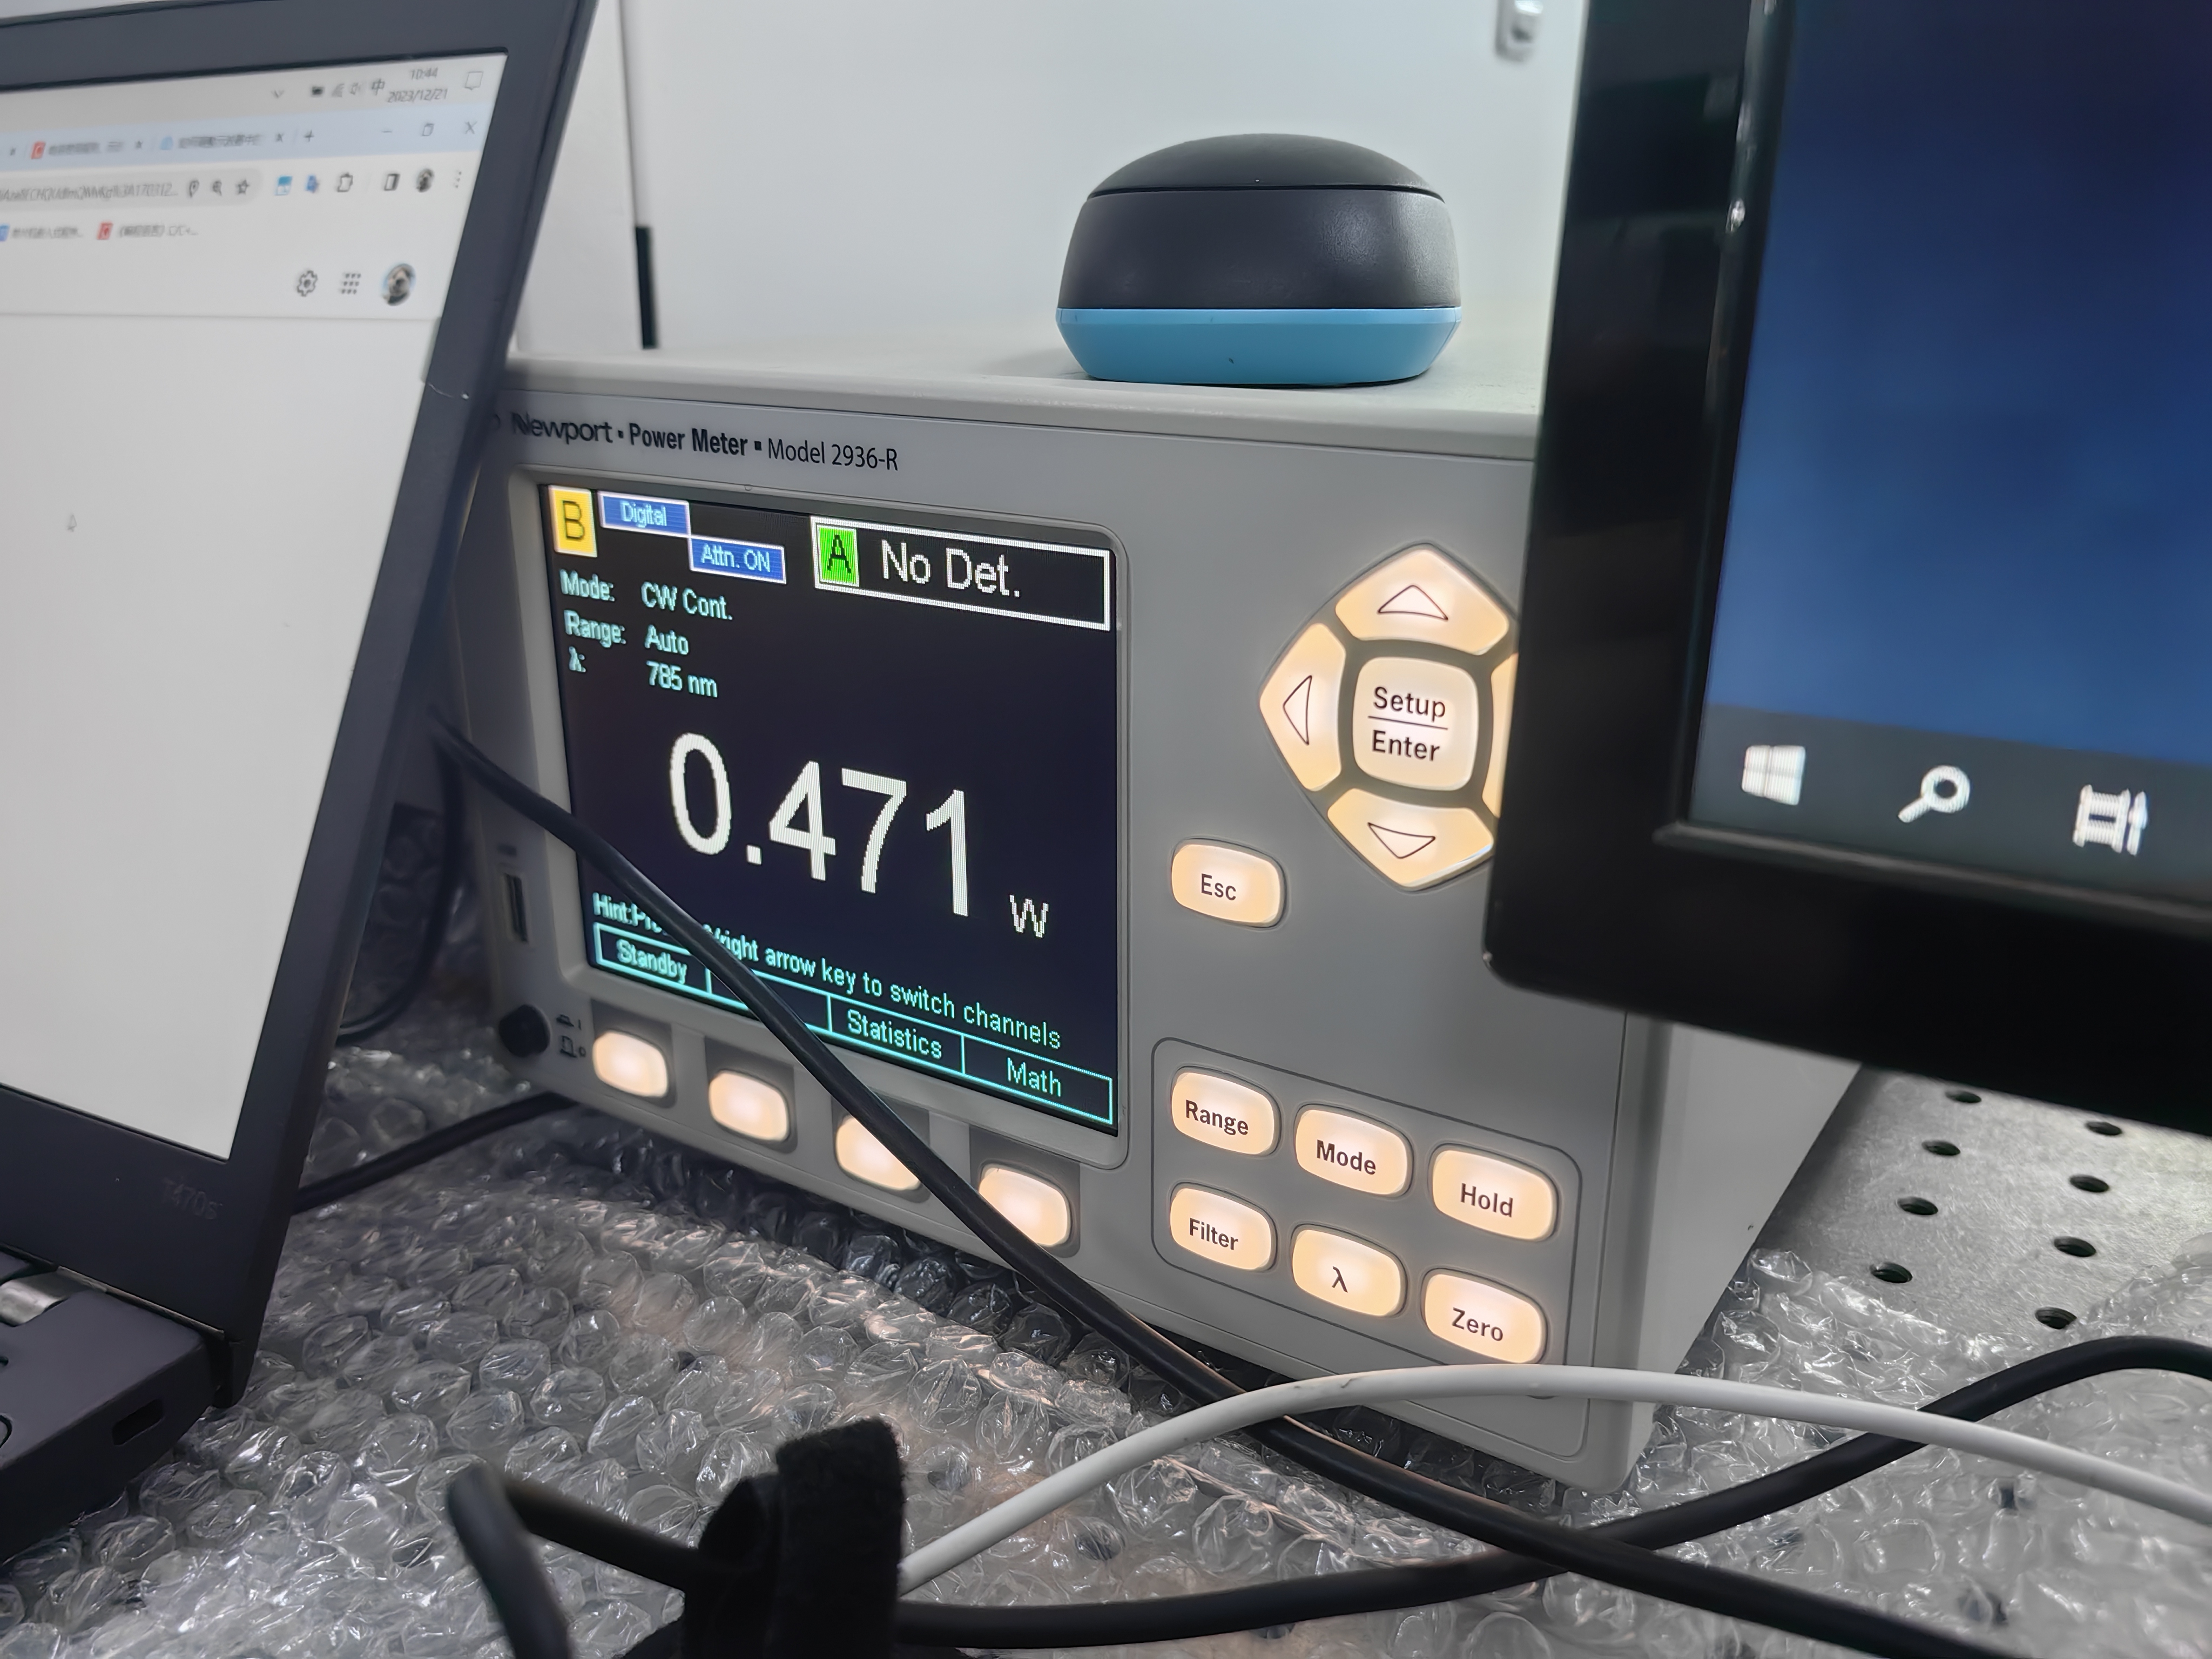 10:44
中
2023/12/21
Newport · Power Meter ▪ Model 2936-R
B
Digital
Attn. ON
A No Det.
Mode: CW Cont.
Range: Auto
λ: 785 nm
0.471 W
right arrow key to switch channels
Standby
Statistics
Math
Setup
Enter
Esc
Range
Mode
Hold
Filter
λ
Zero
T470s